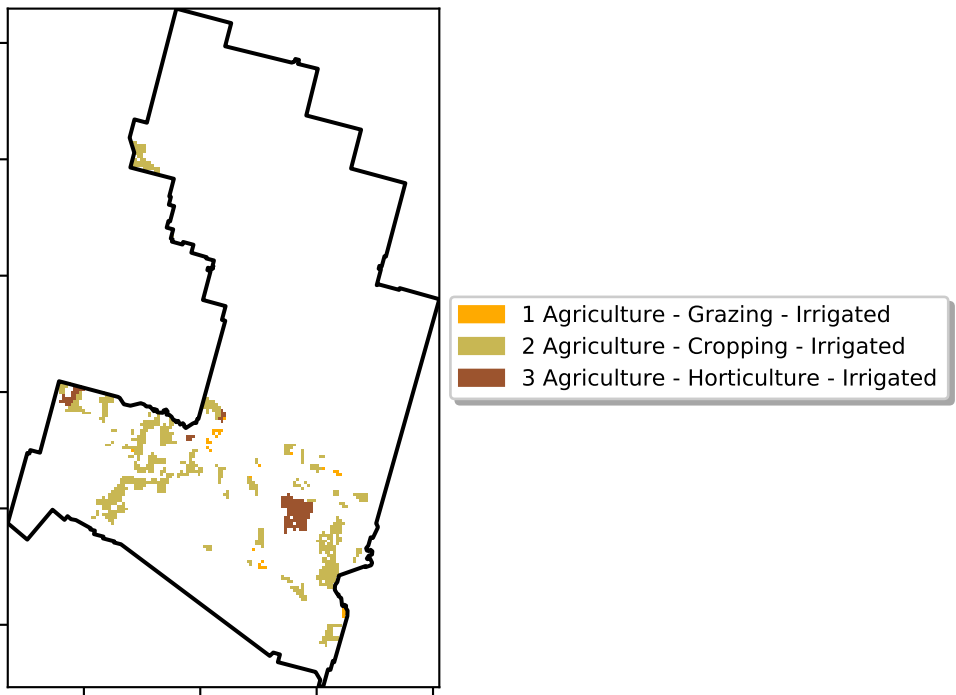 1 Agriculture - Grazing - Irrigated
2 Agriculture - Cropping - Irrigated
3 Agriculture - Horticulture - Irrigated